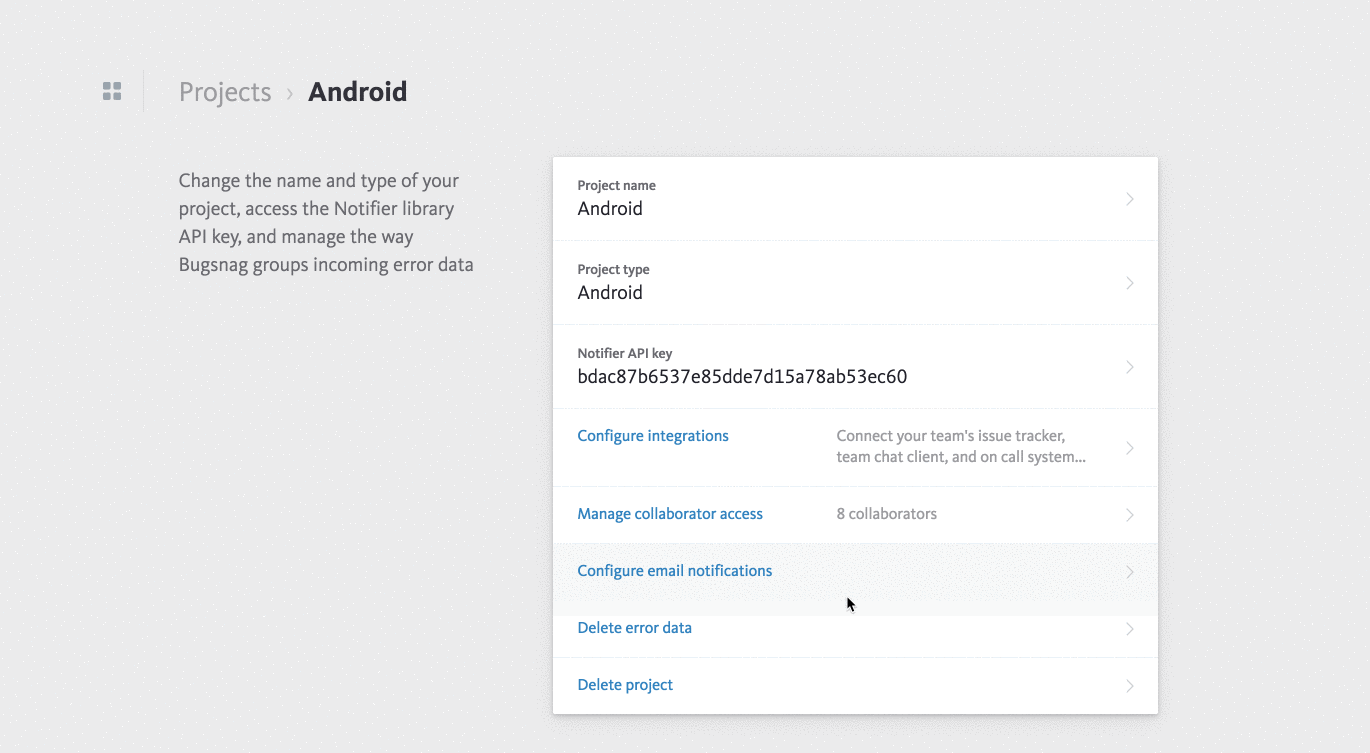 Projects › Android
Change the name and type of your
project, access the Notifier library
API key, and manage the way
Bugsnag groups incoming error data
Project name
Android
Project type
Android
Notifier API key
bdac87b6537e85dde7d15a78ab53ec60
Configure integrations
Connect your team's issue tracker,
team chat client, and on call system...
Manage collaborator access
8 collaborators
Configure email notifications
Delete error data
Delete project